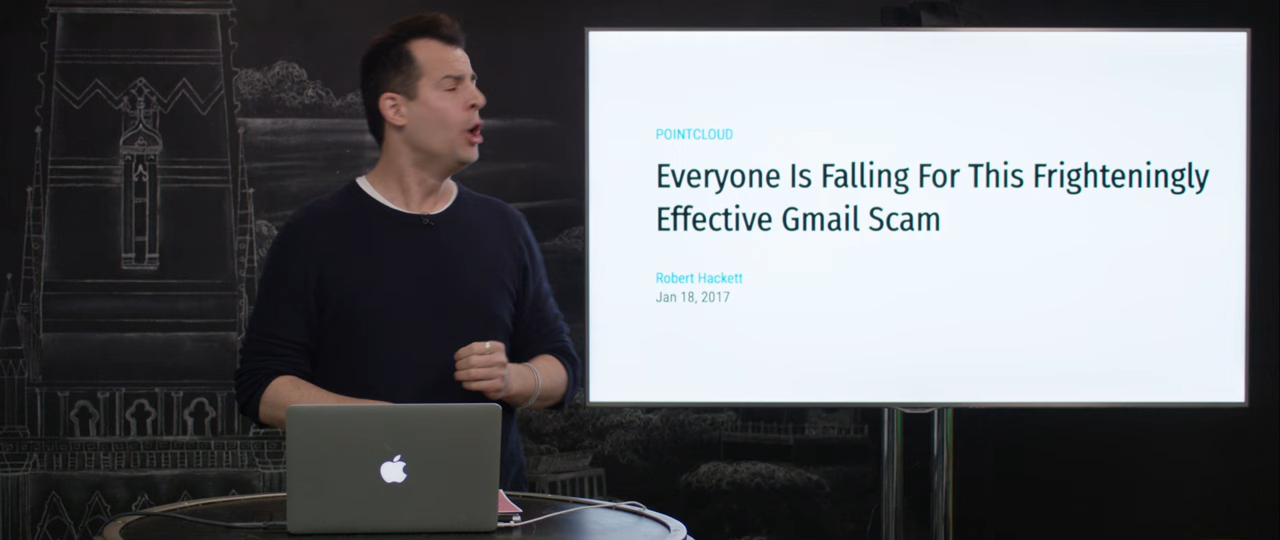 POINTCLOUD
Everyone Is Falling For This Frighteningly
Effective Gmail Scam
Robert Hackett
Jan 18, 2017